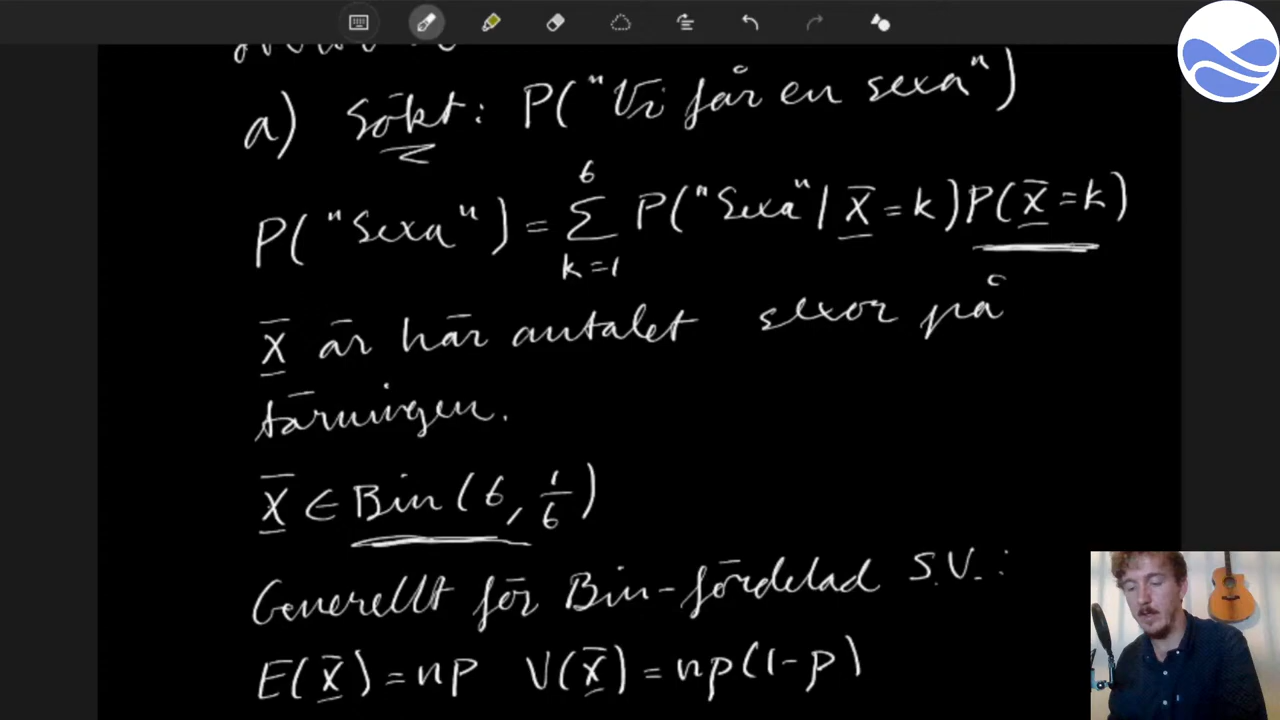 a) Sökt: P("Vi får en sexa")
P("Sexa") = 6∑k=1 P("Sexa" | X = k) P(X = k)
X är här antalet sexor på
tärningen.
X ∈ Bin(6, 1/6)
Generellt för Bin-fördelad S.V.:
E(X) = np V(X) = np(1-p)